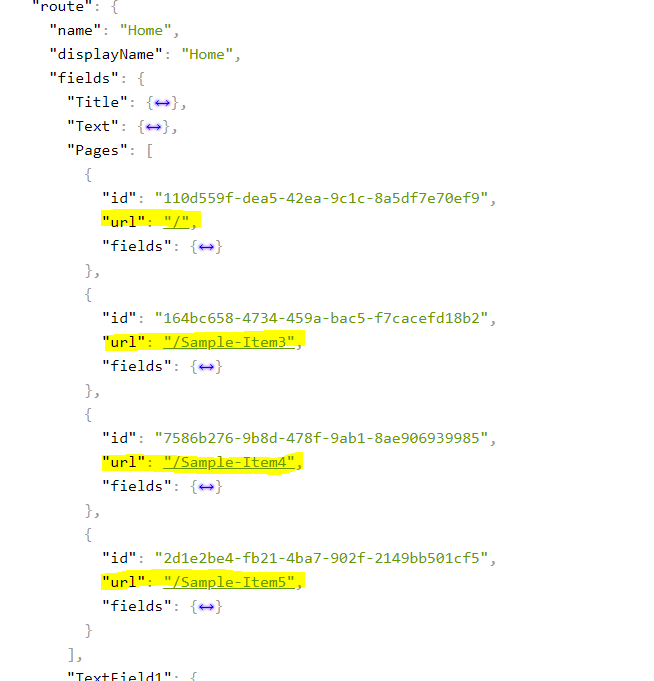 "route": {
"name": "Home",
"displayName": "Home",
"fields": {
"Title": {↔},
"Text": {↔},
"Pages": [
{
"id": "110d559f-dea5-42ea-9c1c-8a5df7e70ef9",
"url": "/",
"fields": {↔}
},
{
"id": "164bc658-4734-459a-bac5-f7cacefd18b2",
"url": "/Sample-Item3",
"fields": {↔}
},
{
"id": "7586b276-9b8d-478f-9ab1-8ae906939985",
"url": "/Sample-Item4",
"fields": {↔}
},
{
"id": "2d1e2be4-fb21-4ba7-902f-2149bb501cf5",
"url": "/Sample-Item5",
"fields": {↔}
}
],
"TextField1": {